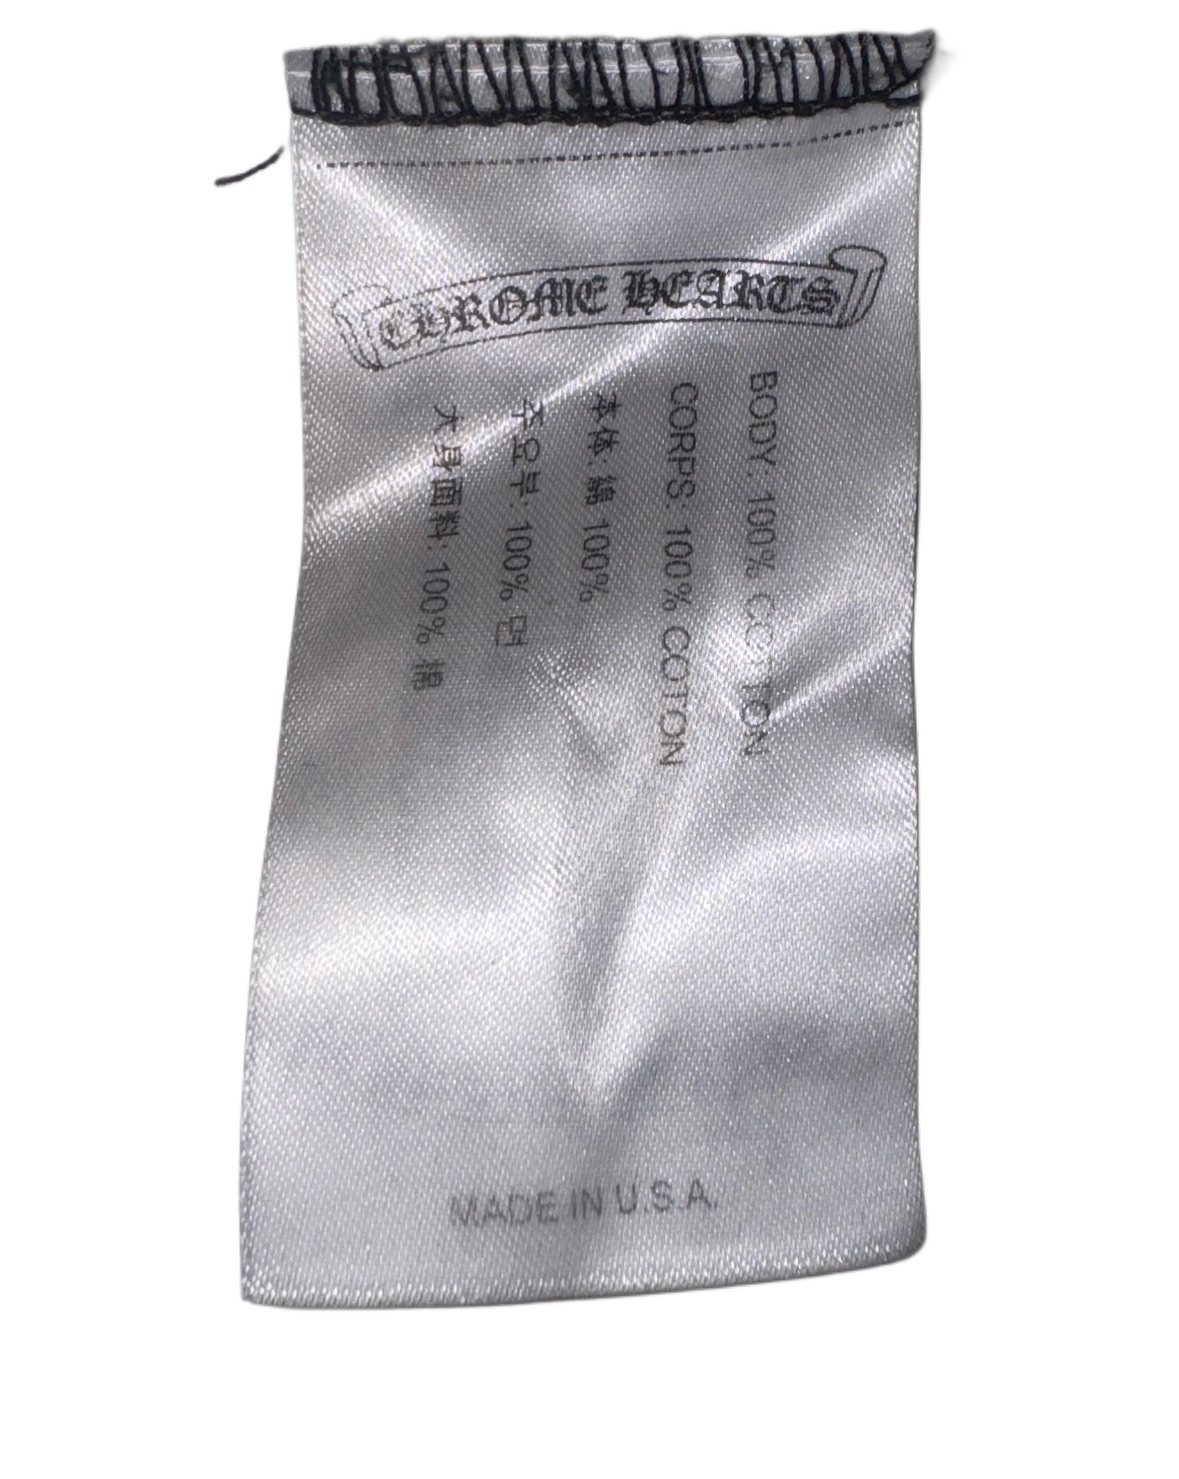 CHROME HEARTS
BODY: 100% COTTON
CORPS: 100% COTON
本体: 綿 100%
주요부: 100% 면
大身面料: 100% 棉
MADE IN U.S.A.